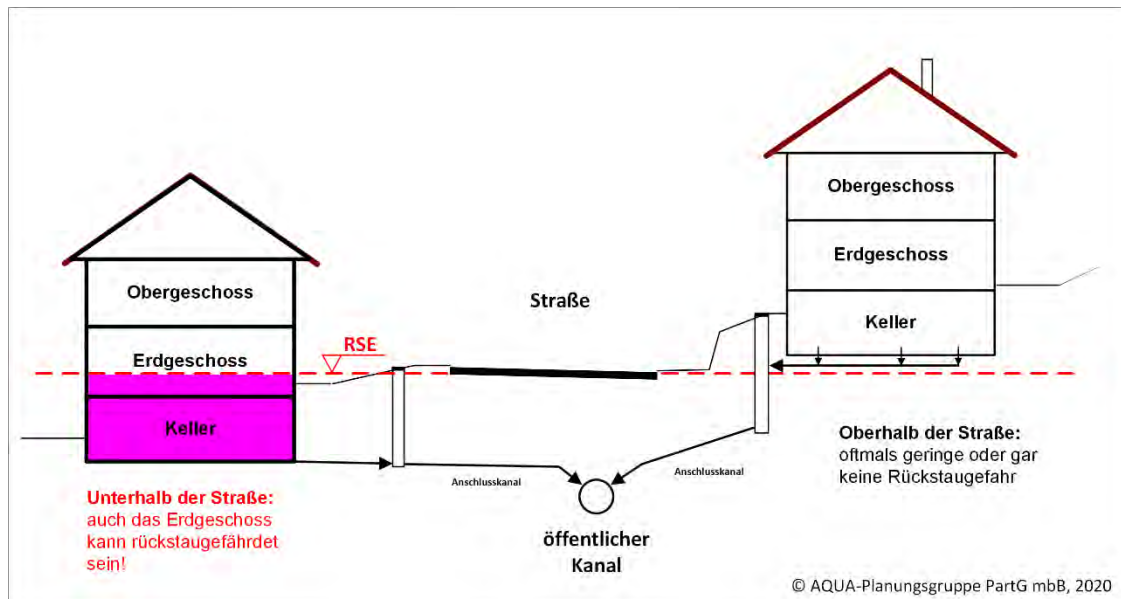 Obergeschoss
Erdgeschoss
Keller
Straße
RSE
Obergeschoss
Erdgeschoss
Keller
Anschlusskanal
Anschlusskanal
Unterhalb der Straße:
auch das Erdgeschoss
kann rückstaugefährdet
sein!
öffentlicher
Kanal
Oberhalb der Straße:
oftmals geringe oder gar
keine Rückstaugefahr
© AQUA-Planungsgruppe PartG mbB, 2020